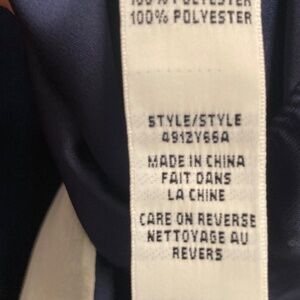 100% POLYESTER
100% POLYESTER
STYLE/STYLE
4912Y66A
MADE IN CHINA
FAIT DANS
LA CHINE
CARE ON REVERSE
NETTOYAGE AU
REVERS